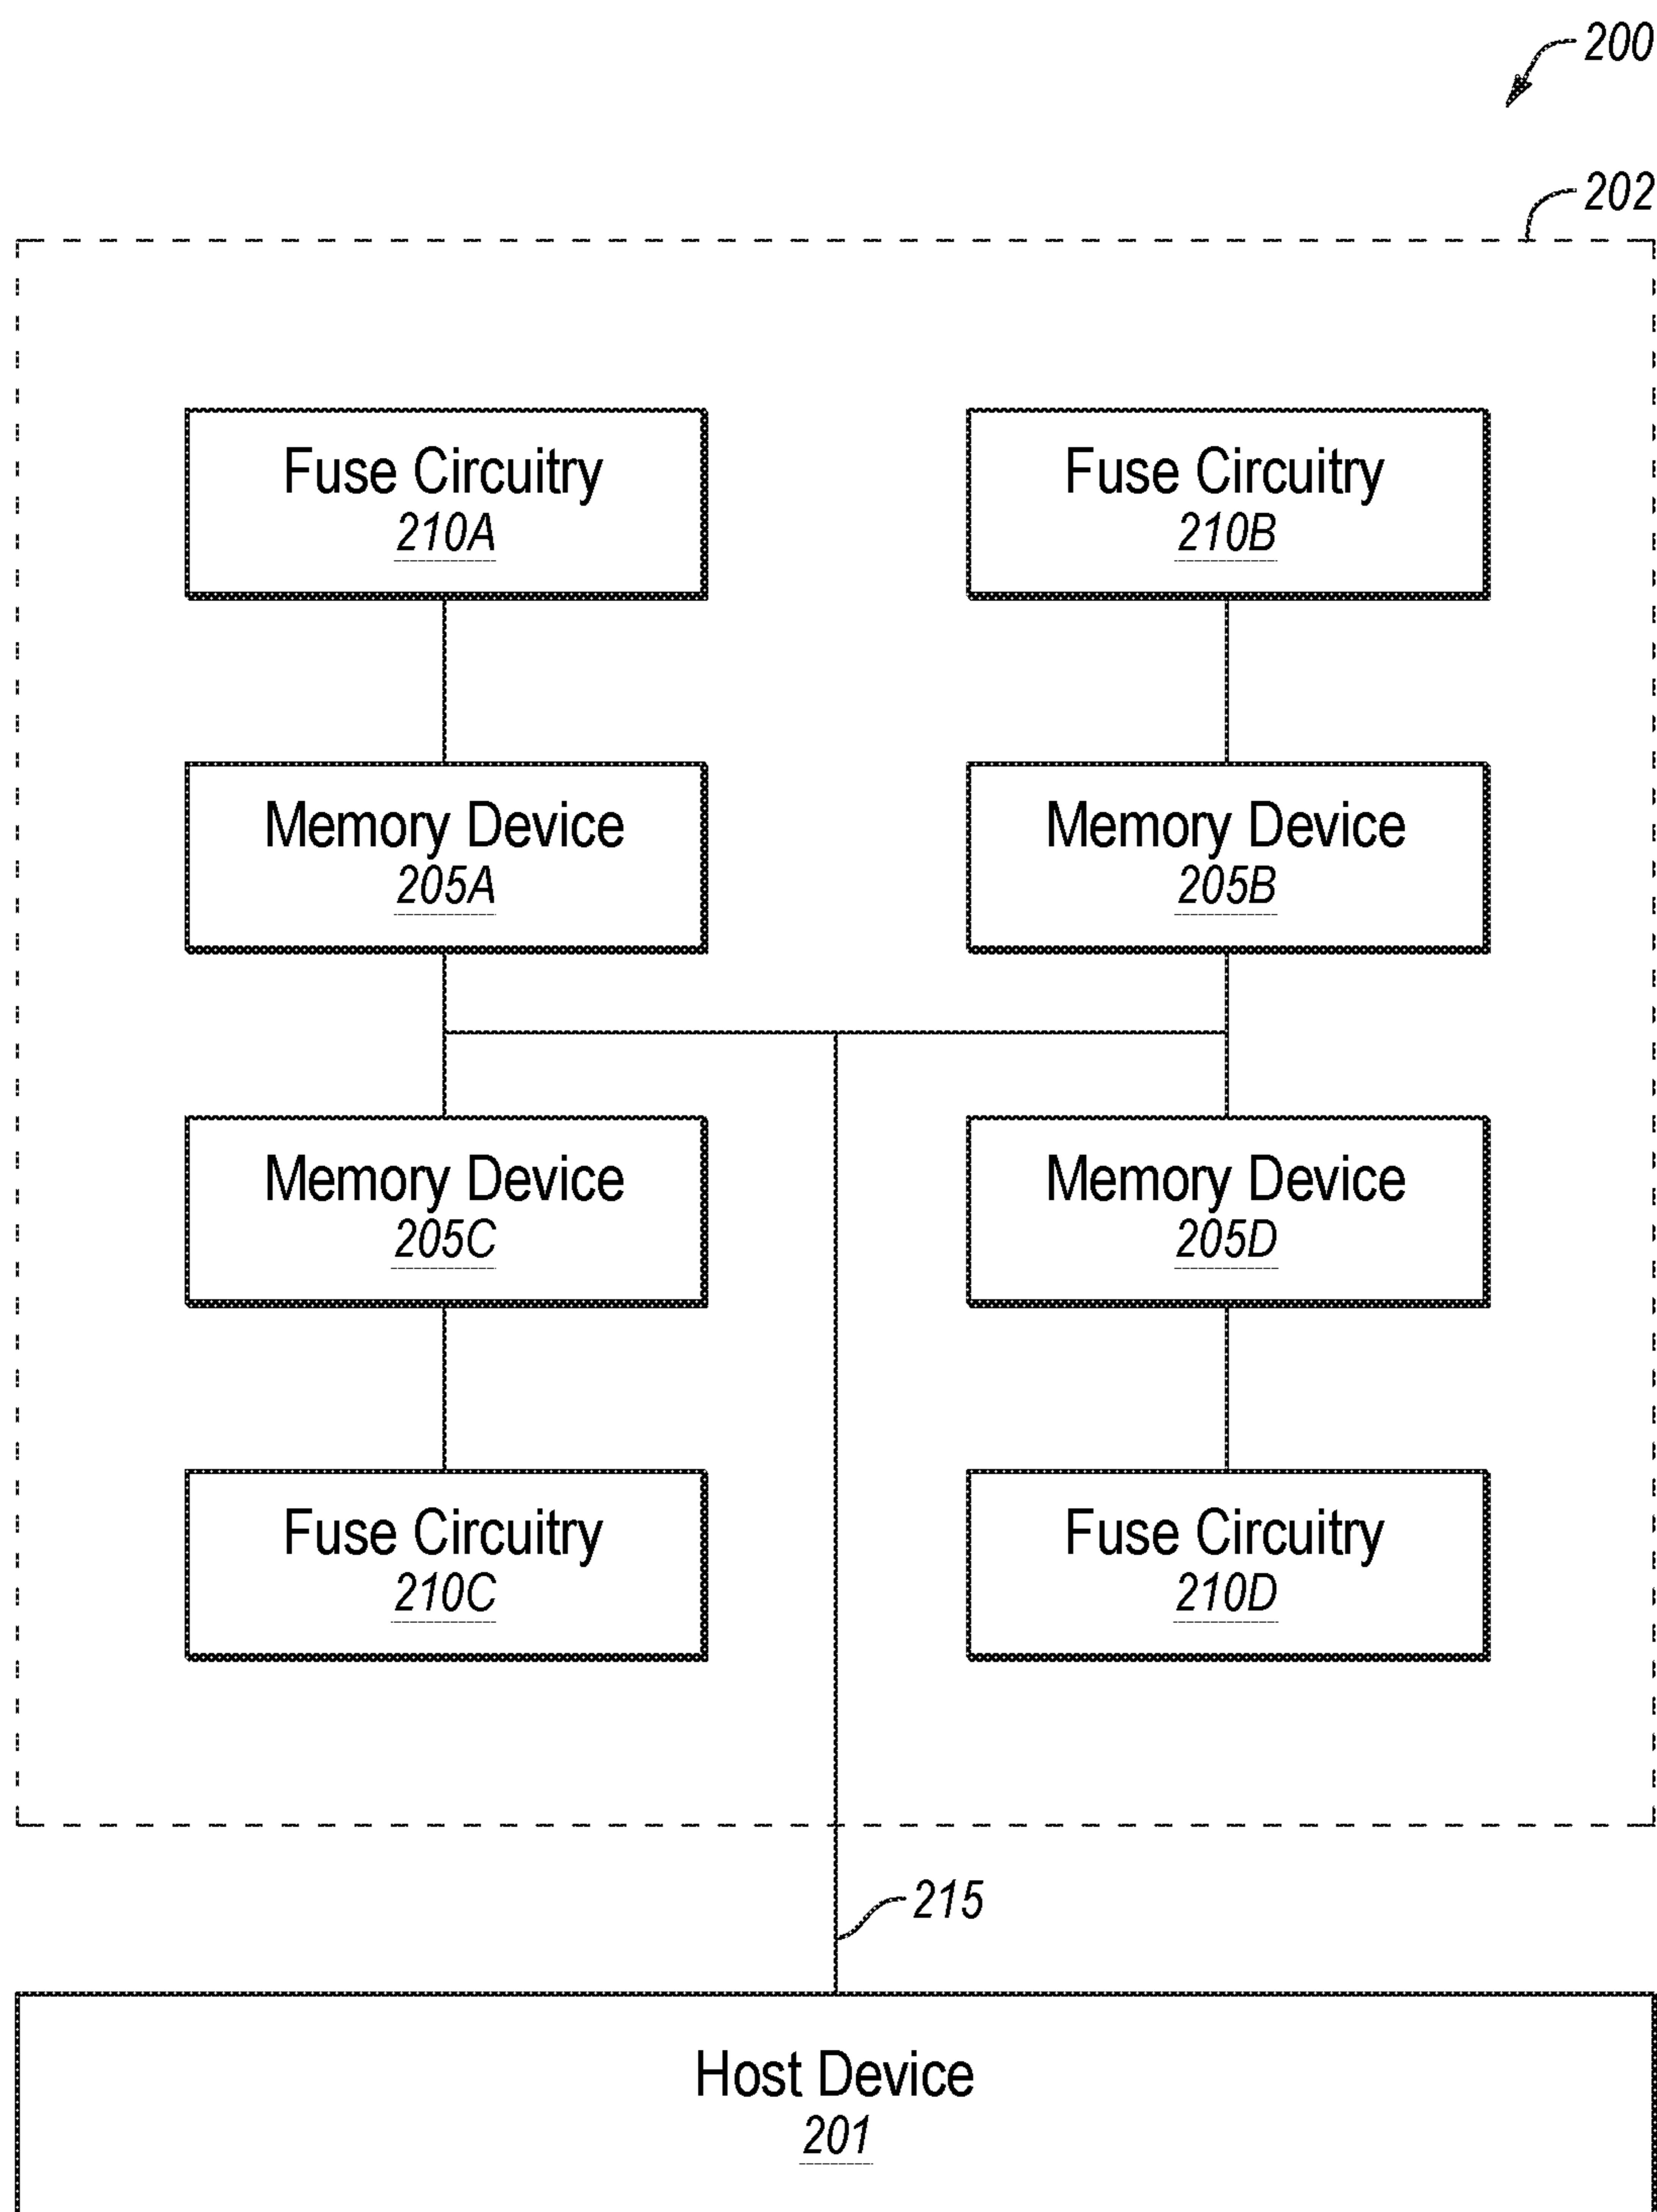 200
202
Fuse Circuitry
210A
Fuse Circuitry
210B
Memory Device
205A
Memory Device
205B
Memory Device
205C
Memory Device
205D
Fuse Circuitry
210C
Fuse Circuitry
210D
215
Host Device
201